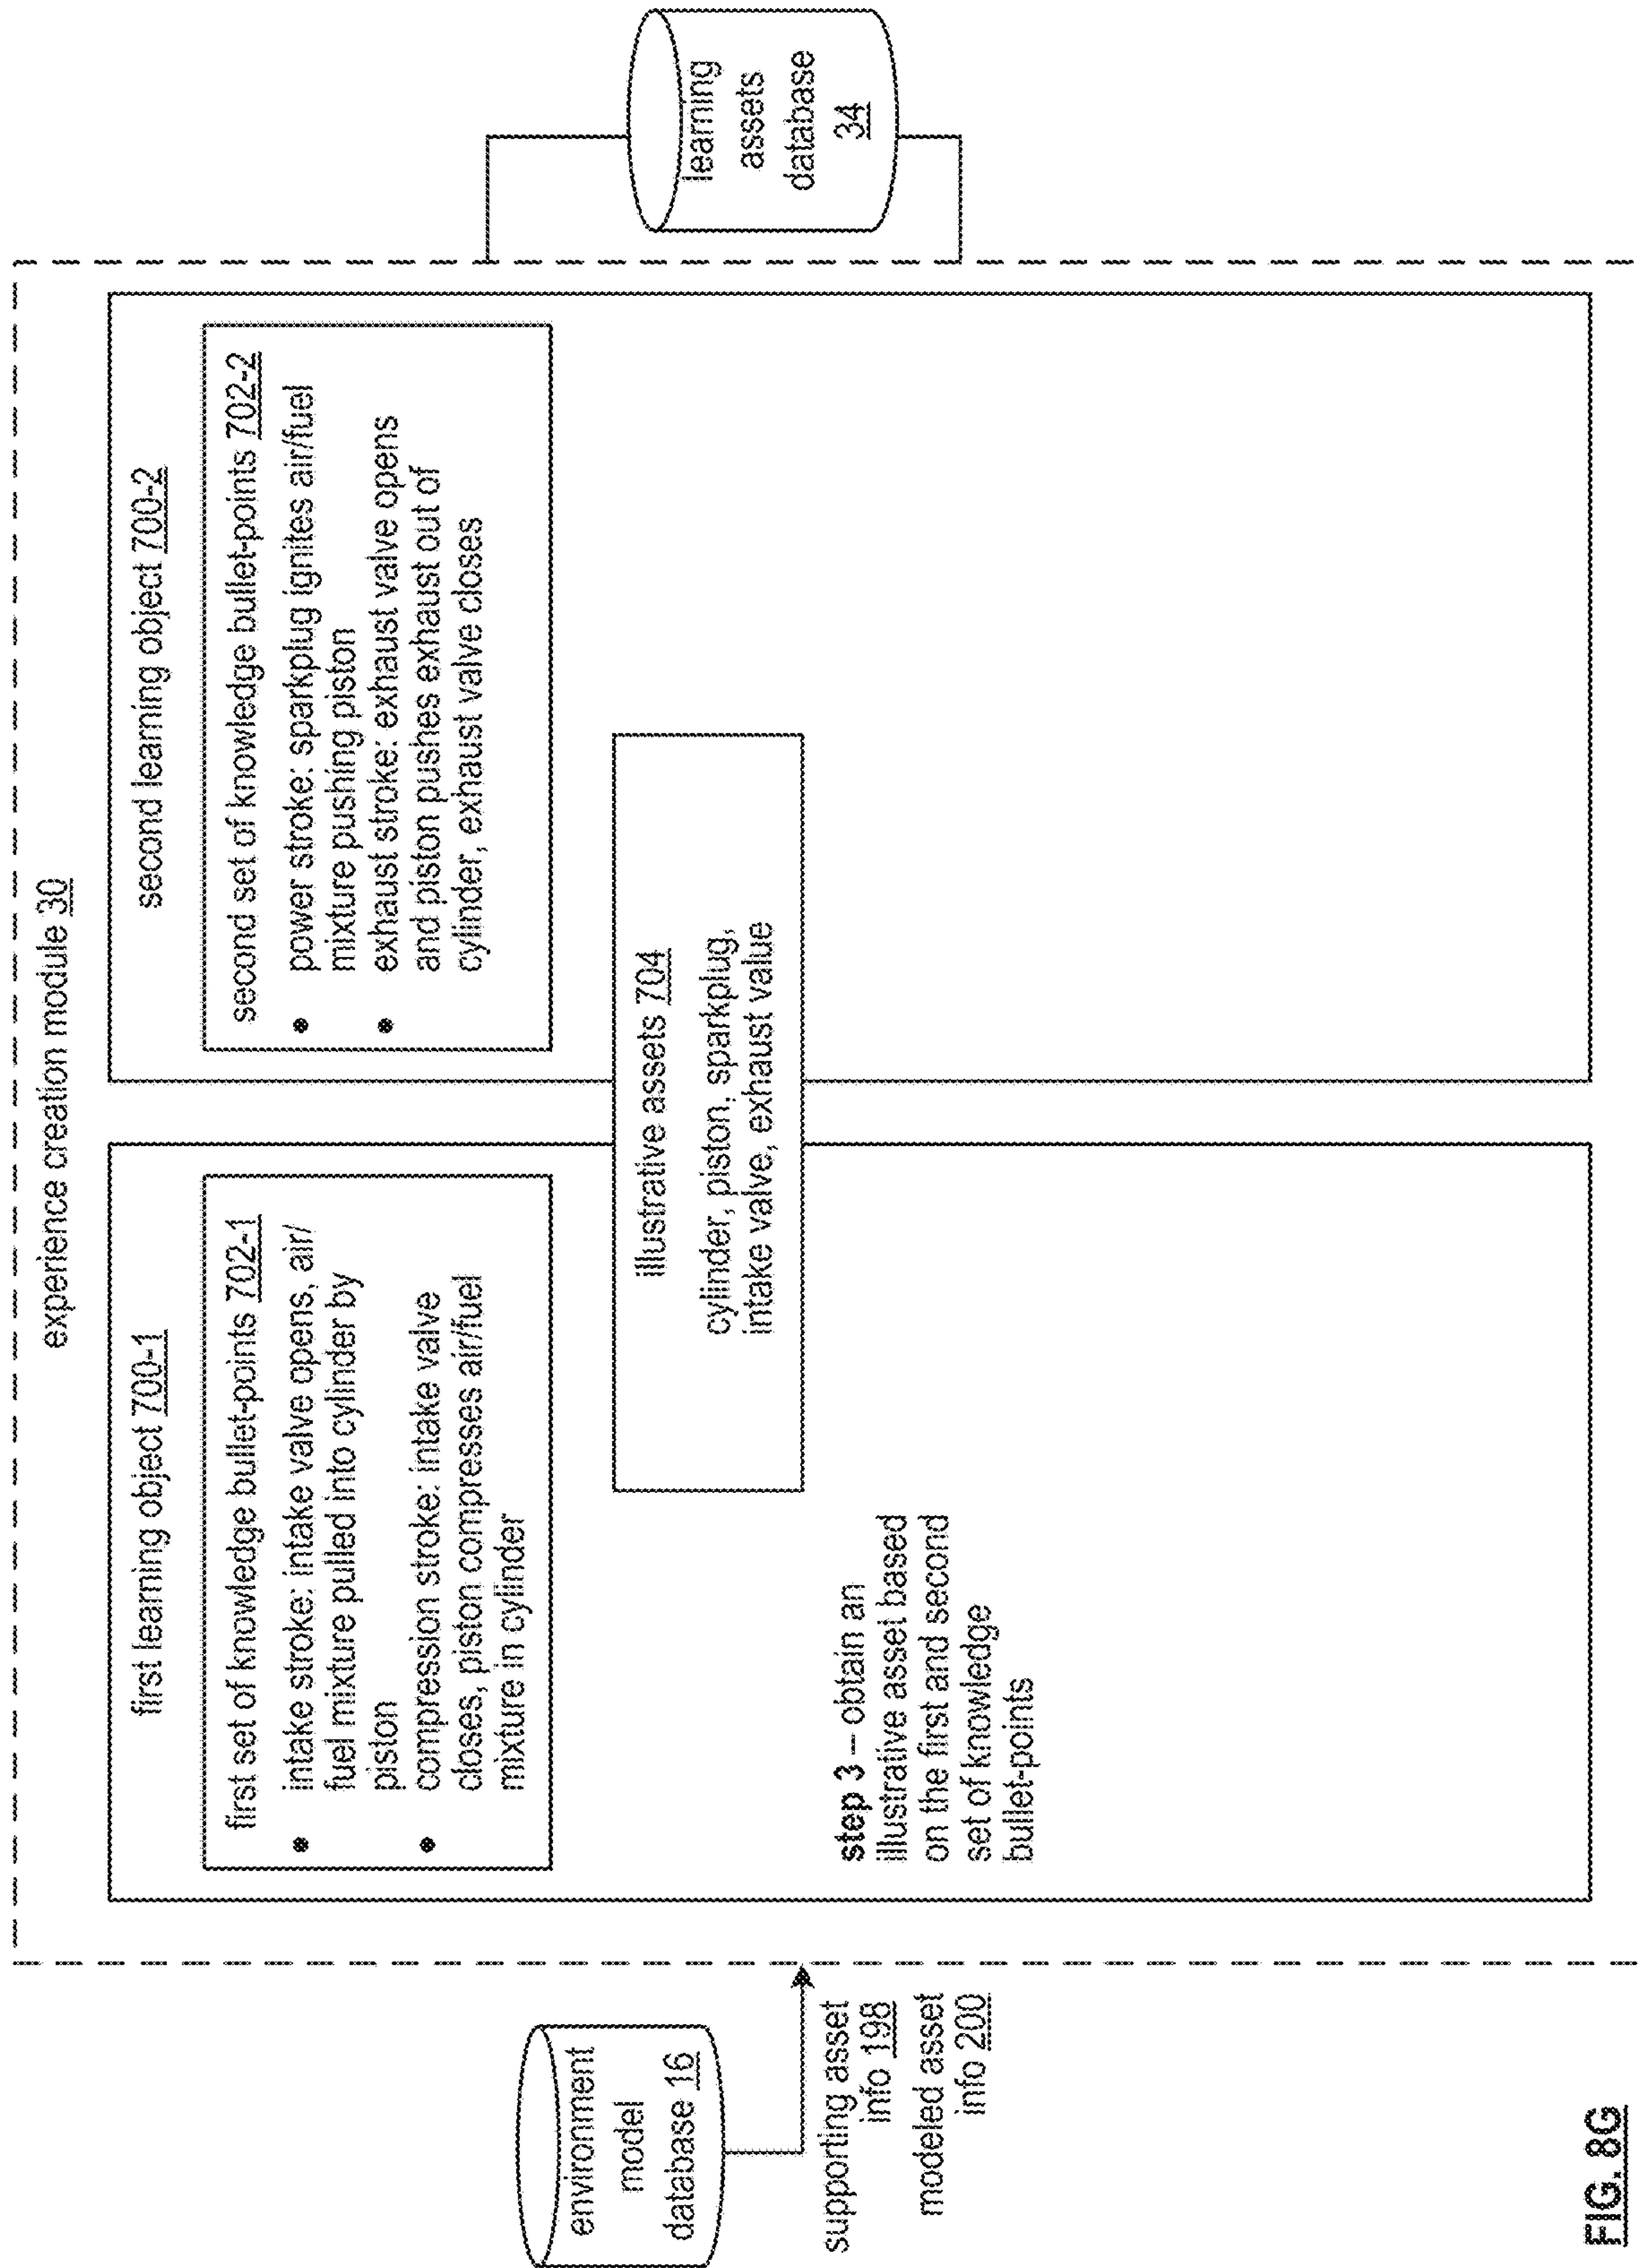 experience creation module 30
first learning object 700-1
first set of knowledge bullet-points 702-1
• intake stroke: intake valve opens, air/
fuel mixture pulled into cylinder by
piston
• compression stroke: intake valve
closes, piston compresses air/fuel
mixture in cylinder
second learning object 700-2
second set of knowledge bullet-points 702-2
• power stroke: sparkplug ignites air/fuel
mixture pushing piston
• exhaust stroke: exhaust valve opens
and piston pushes exhaust out of
cylinder, exhaust valve closes
illustrative assets 704
cylinder, piston, sparkplug,
intake valve, exhaust value
step 3 – obtain an
illustrative asset based
on the first and second
set of knowledge
bullet-points
environment
model
database 16
supporting asset
info 198
modeled asset
info 200
learning
assets
database
34
FIG. 8G